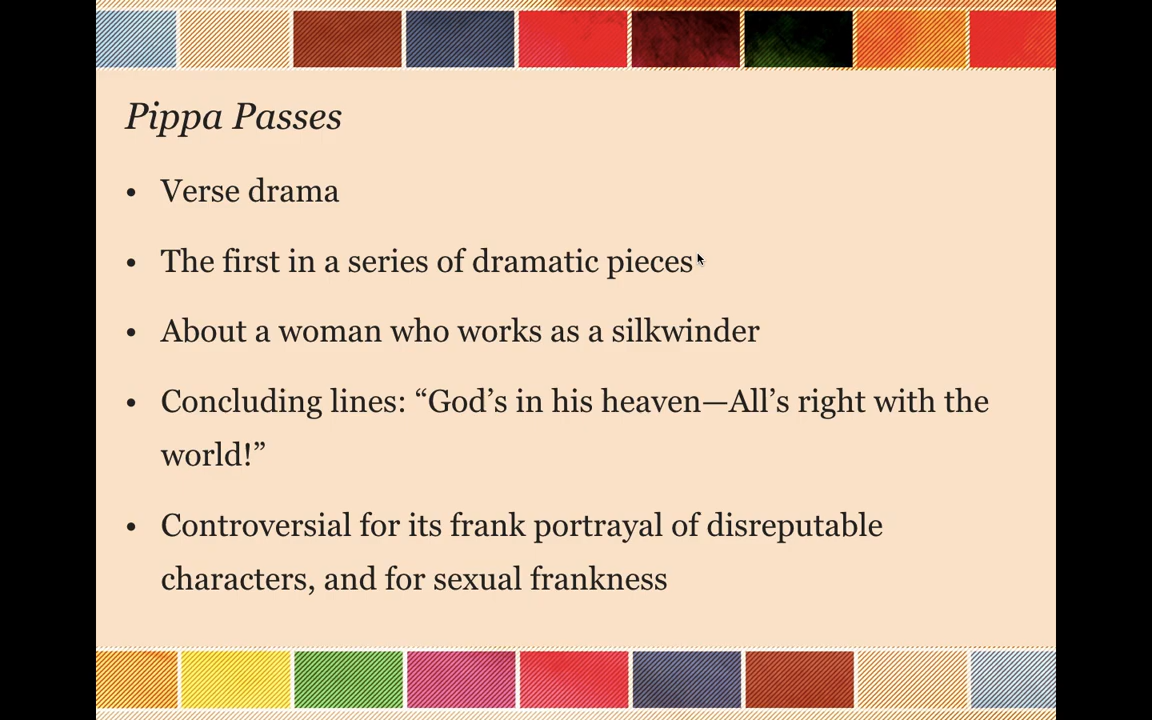 Pippa Passes
• Verse drama
• The first in a series of dramatic pieces
• About a woman who works as a silkwinder
• Concluding lines: “God’s in his heaven—All’s right with the
world!”
• Controversial for its frank portrayal of disreputable
characters, and for sexual frankness